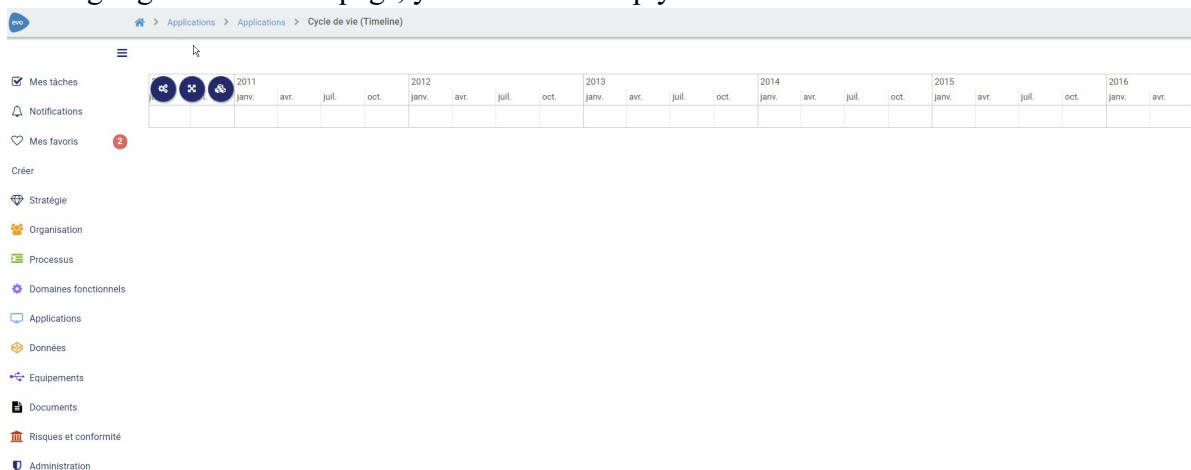 evo
Applications > Applications > Cycle de vie (Timeline)
Mes tâches
Notifications
Mes favoris 2
Créer
Stratégie
Organisation
Processus
Domaines fonctionnels
Applications
Données
Equipements
Documents
Risques et conformité
Administration
2011 2012 2013 2014 2015 2016
janv. avr. juil. oct. janv. avr. juil. oct. janv. avr. juil. oct. janv. avr. juil. oct. janv. avr. juil. oct. janv. avr.